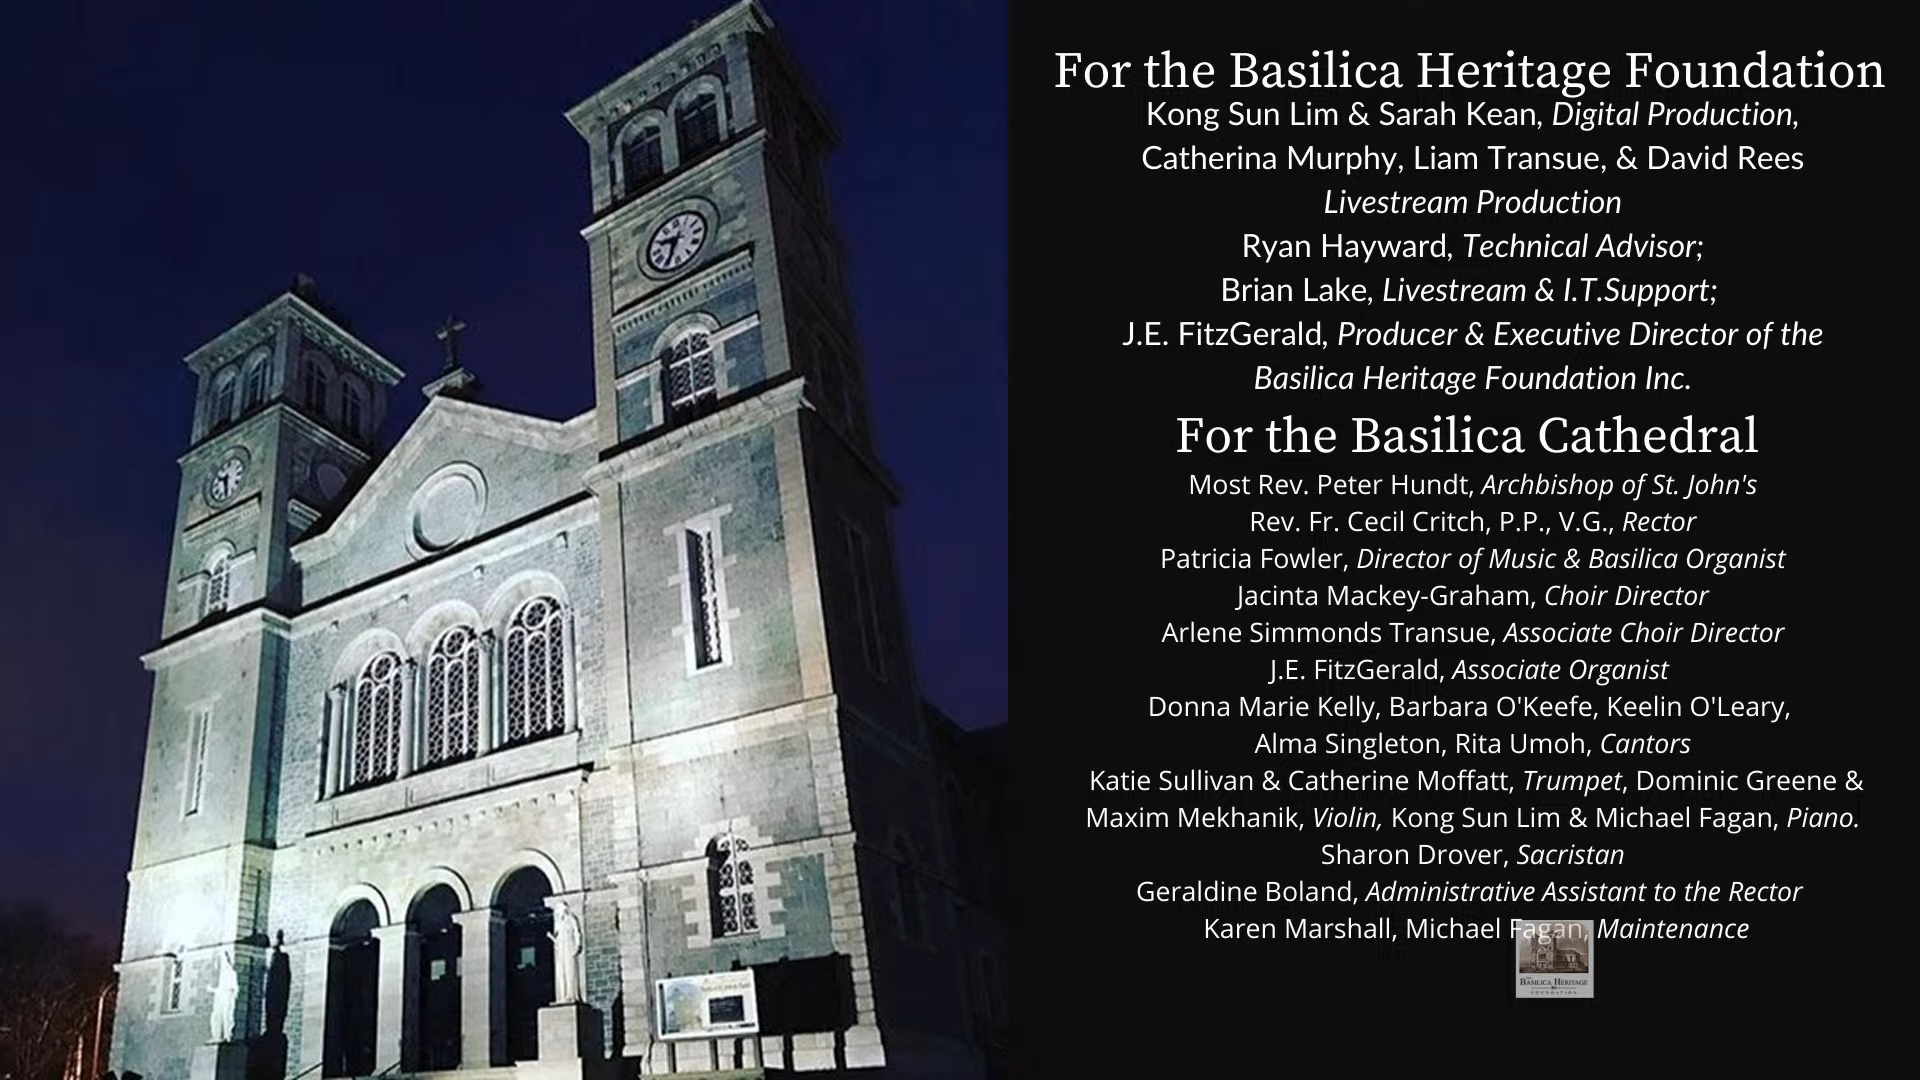 For the Basilica Heritage Foundation
Kong Sun Lim & Sarah Kean, Digital Production,
Catherina Murphy, Liam Transue, & David Rees
Livestream Production
Ryan Hayward, Technical Advisor;
Brian Lake, Livestream & I.T.Support;
J.E. FitzGerald, Producer & Executive Director of the
Basilica Heritage Foundation Inc.
For the Basilica Cathedral
Most Rev. Peter Hundt, Archbishop of St. John's
Rev. Fr. Cecil Critch, P.P., V.G., Rector
Patricia Fowler, Director of Music & Basilica Organist
Jacinta Mackey-Graham, Choir Director
Arlene Simmonds Transue, Associate Choir Director
J.E. FitzGerald, Associate Organist
Donna Marie Kelly, Barbara O'Keefe, Keelin O'Leary,
Alma Singleton, Rita Umoh, Cantors
Katie Sullivan & Catherine Moffatt, Trumpet, Dominic Greene &
Maxim Mekhanik, Violin, Kong Sun Lim & Michael Fagan, Piano.
Sharon Drover, Sacristan
Geraldine Boland, Administrative Assistant to the Rector
Karen Marshall, Michael Fagan, Maintenance
BASILICA HERITAGE
FOUNDATION